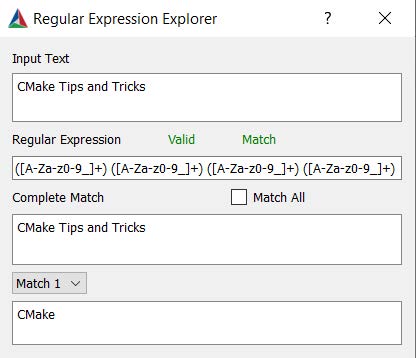 Regular Expression Explorer ?
Input Text
CMake Tips and Tricks
Regular Expression Valid Match
([A-Za-z0-9_]+) ([A-Za-z0-9_]+) ([A-Za-z0-9_]+) ([A-Za-z0-9_]+)
Complete Match Match All
CMake Tips and Tricks
Match 1
CMake